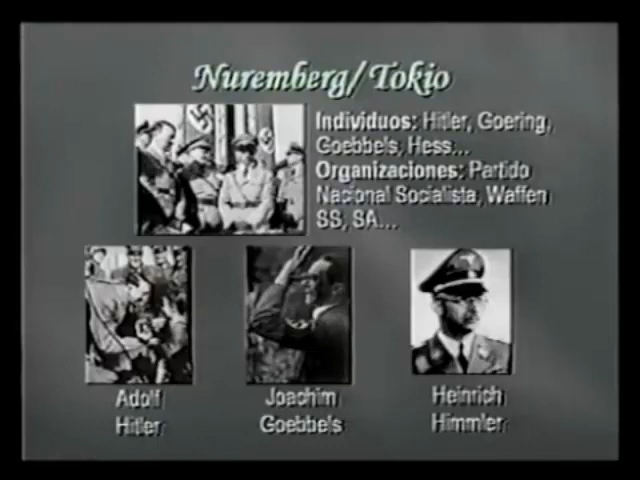 Nuremberg/Tokio
Individuos: Hitler, Goering,
Goebbels, Hess...
Organizaciones: Partido
Nacional Socialista, Waffen
SS, SA...
Adolf
Hitler
Joachim
Goebbels
Heinrich
Himmler